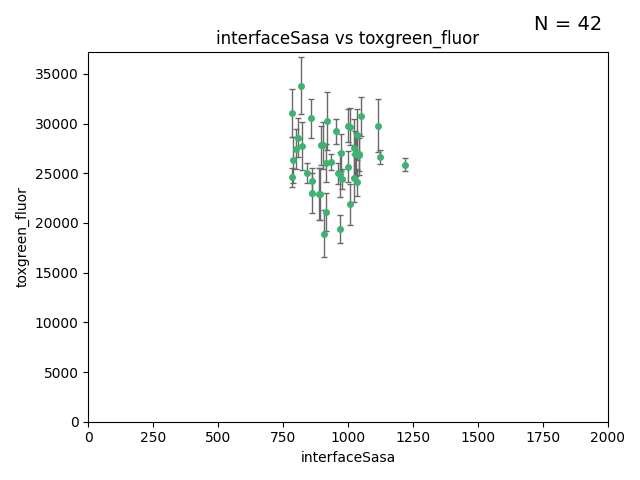 N = 42
interfaceSasa vs toxgreen_fluor
35000
30000
25000
20000
15000
10000
5000
0
toxgreen_fluor
0 250 500 750 1000 1250 1500 1750 2000
interfaceSasa